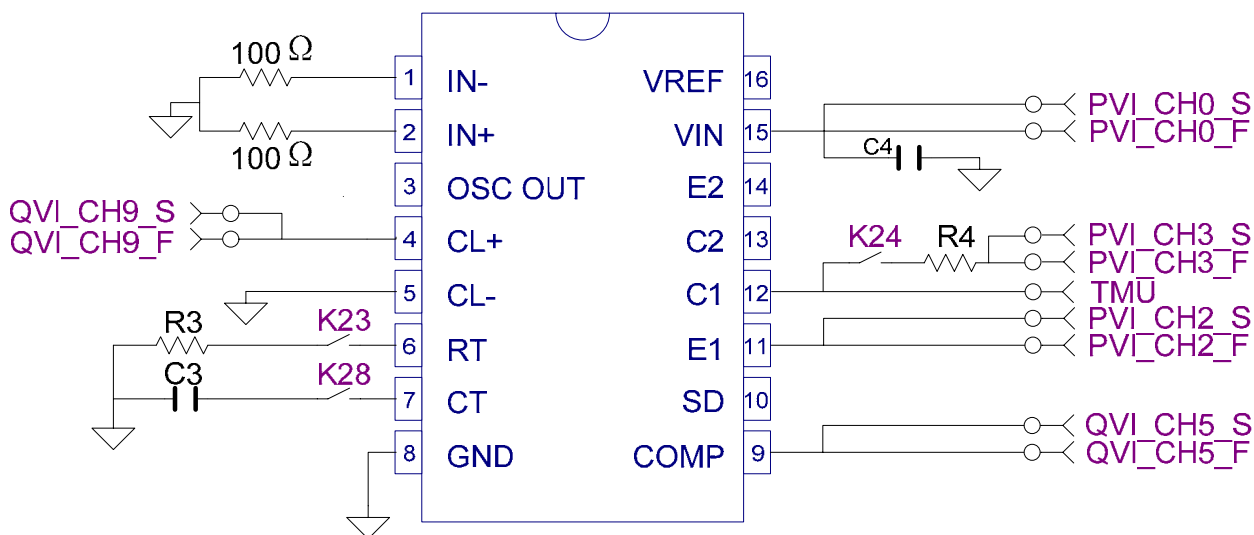 100 Ω
1 IN- VREF 16
PVI_CH0_S
2 IN+ VIN 15 PVI_CH0_F
100 Ω
C4
3 OSC OUT E2 14
QVI_CH9_S
QVI_CH9_F 4 CL+ C2 13
K24 R4 PVI_CH3_S
PVI_CH3_F
5 CL- C1 12 TMU
R3 K23 PVI_CH2_S
6 RT E1 11 PVI_CH2_F
C3 K28
7 CT SD 10
QVI_CH5_S
8 GND COMP 9 QVI_CH5_F